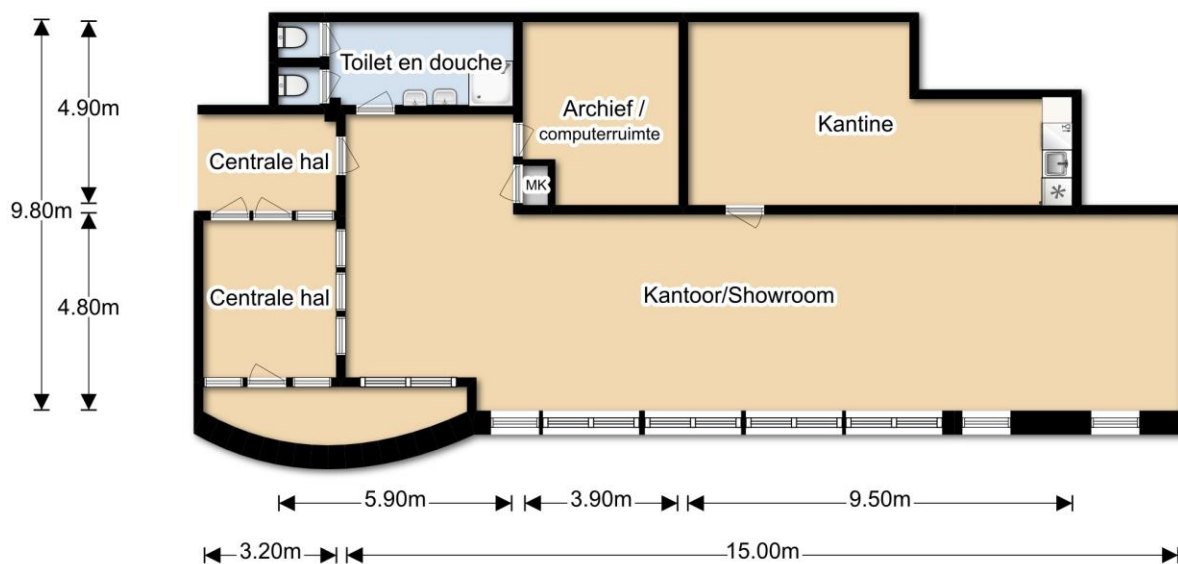 Toilet en douche
4.90m
Archief /
computerruimte
Kantine
Centrale hal
MK
9.80m
4.80m
Centrale hal
Kantoor/Showroom
5.90m
3.90m
9.50m
3.20m
15.00m